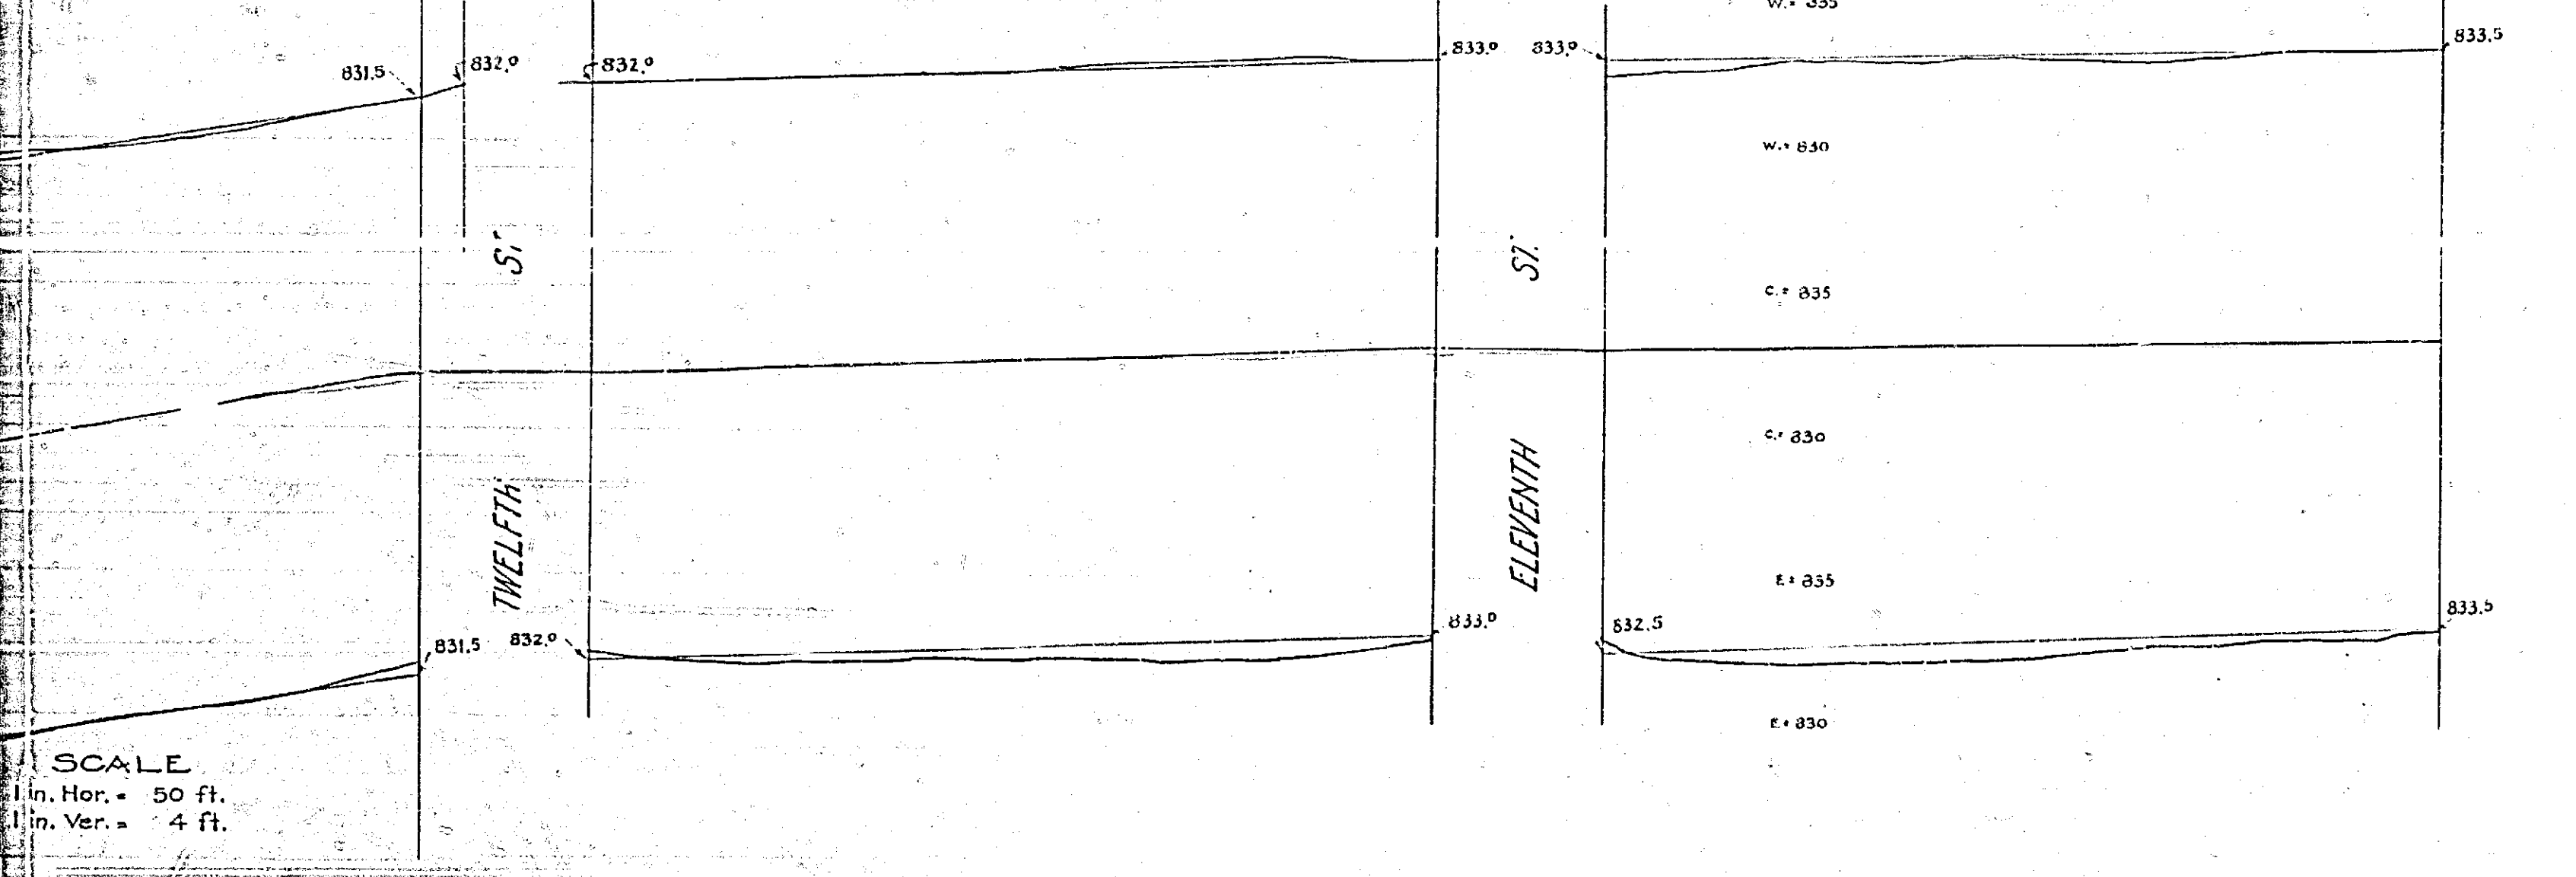 W.= 835
831.5
832.0
832.0
833.0
833.0
833.5
W.= 830
TWELFTH ST.
ELEVENTH ST.
C.= 835
C.= 830
E.= 835
831.5
832.0
833.0
832.5
833.5
E.= 830
SCALE
1 in. Hor. = 50 ft.
1 in. Ver. = 4 ft.